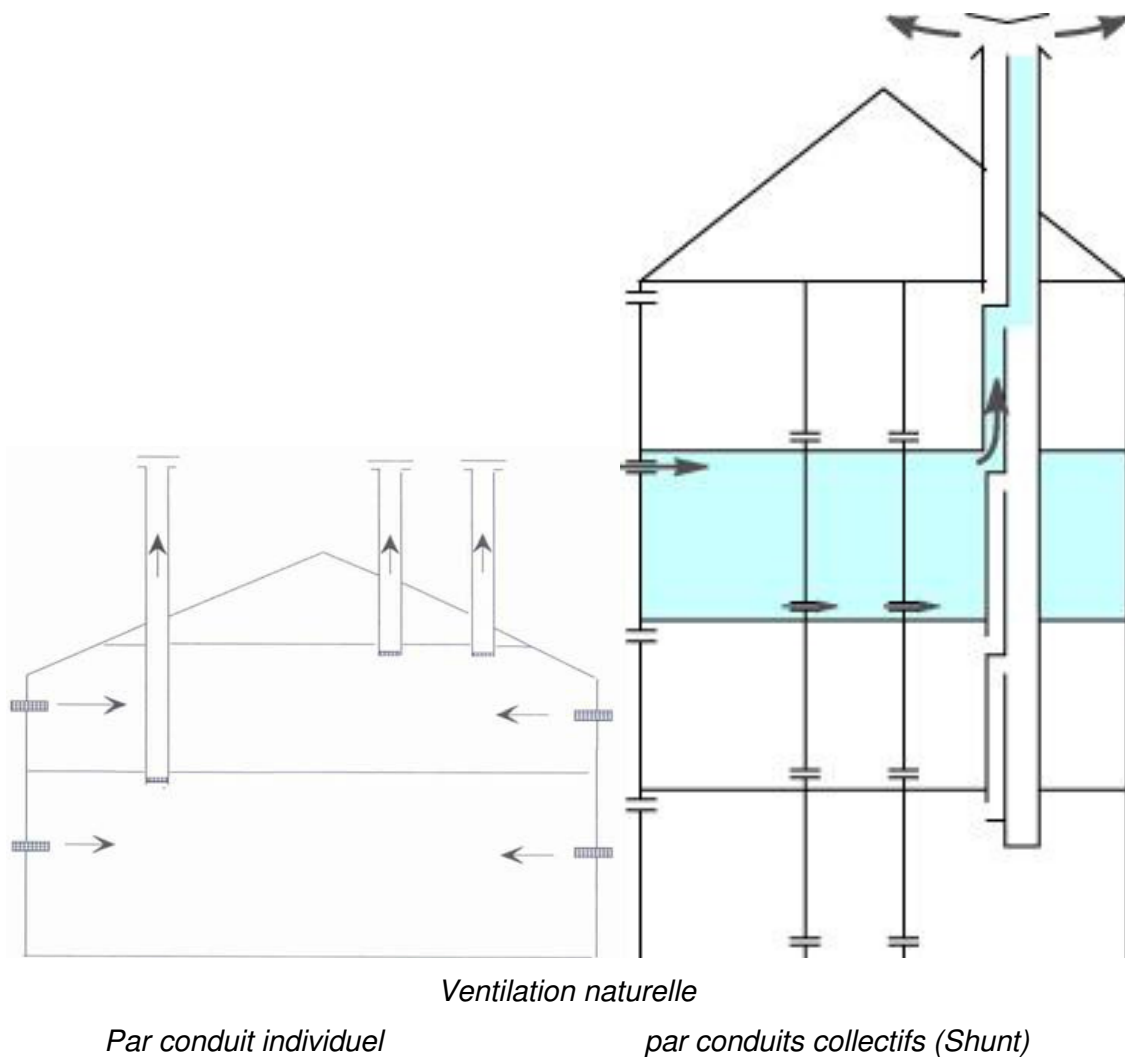 Ventilation naturelle
Par conduit individuel par conduits collectifs (Shunt)